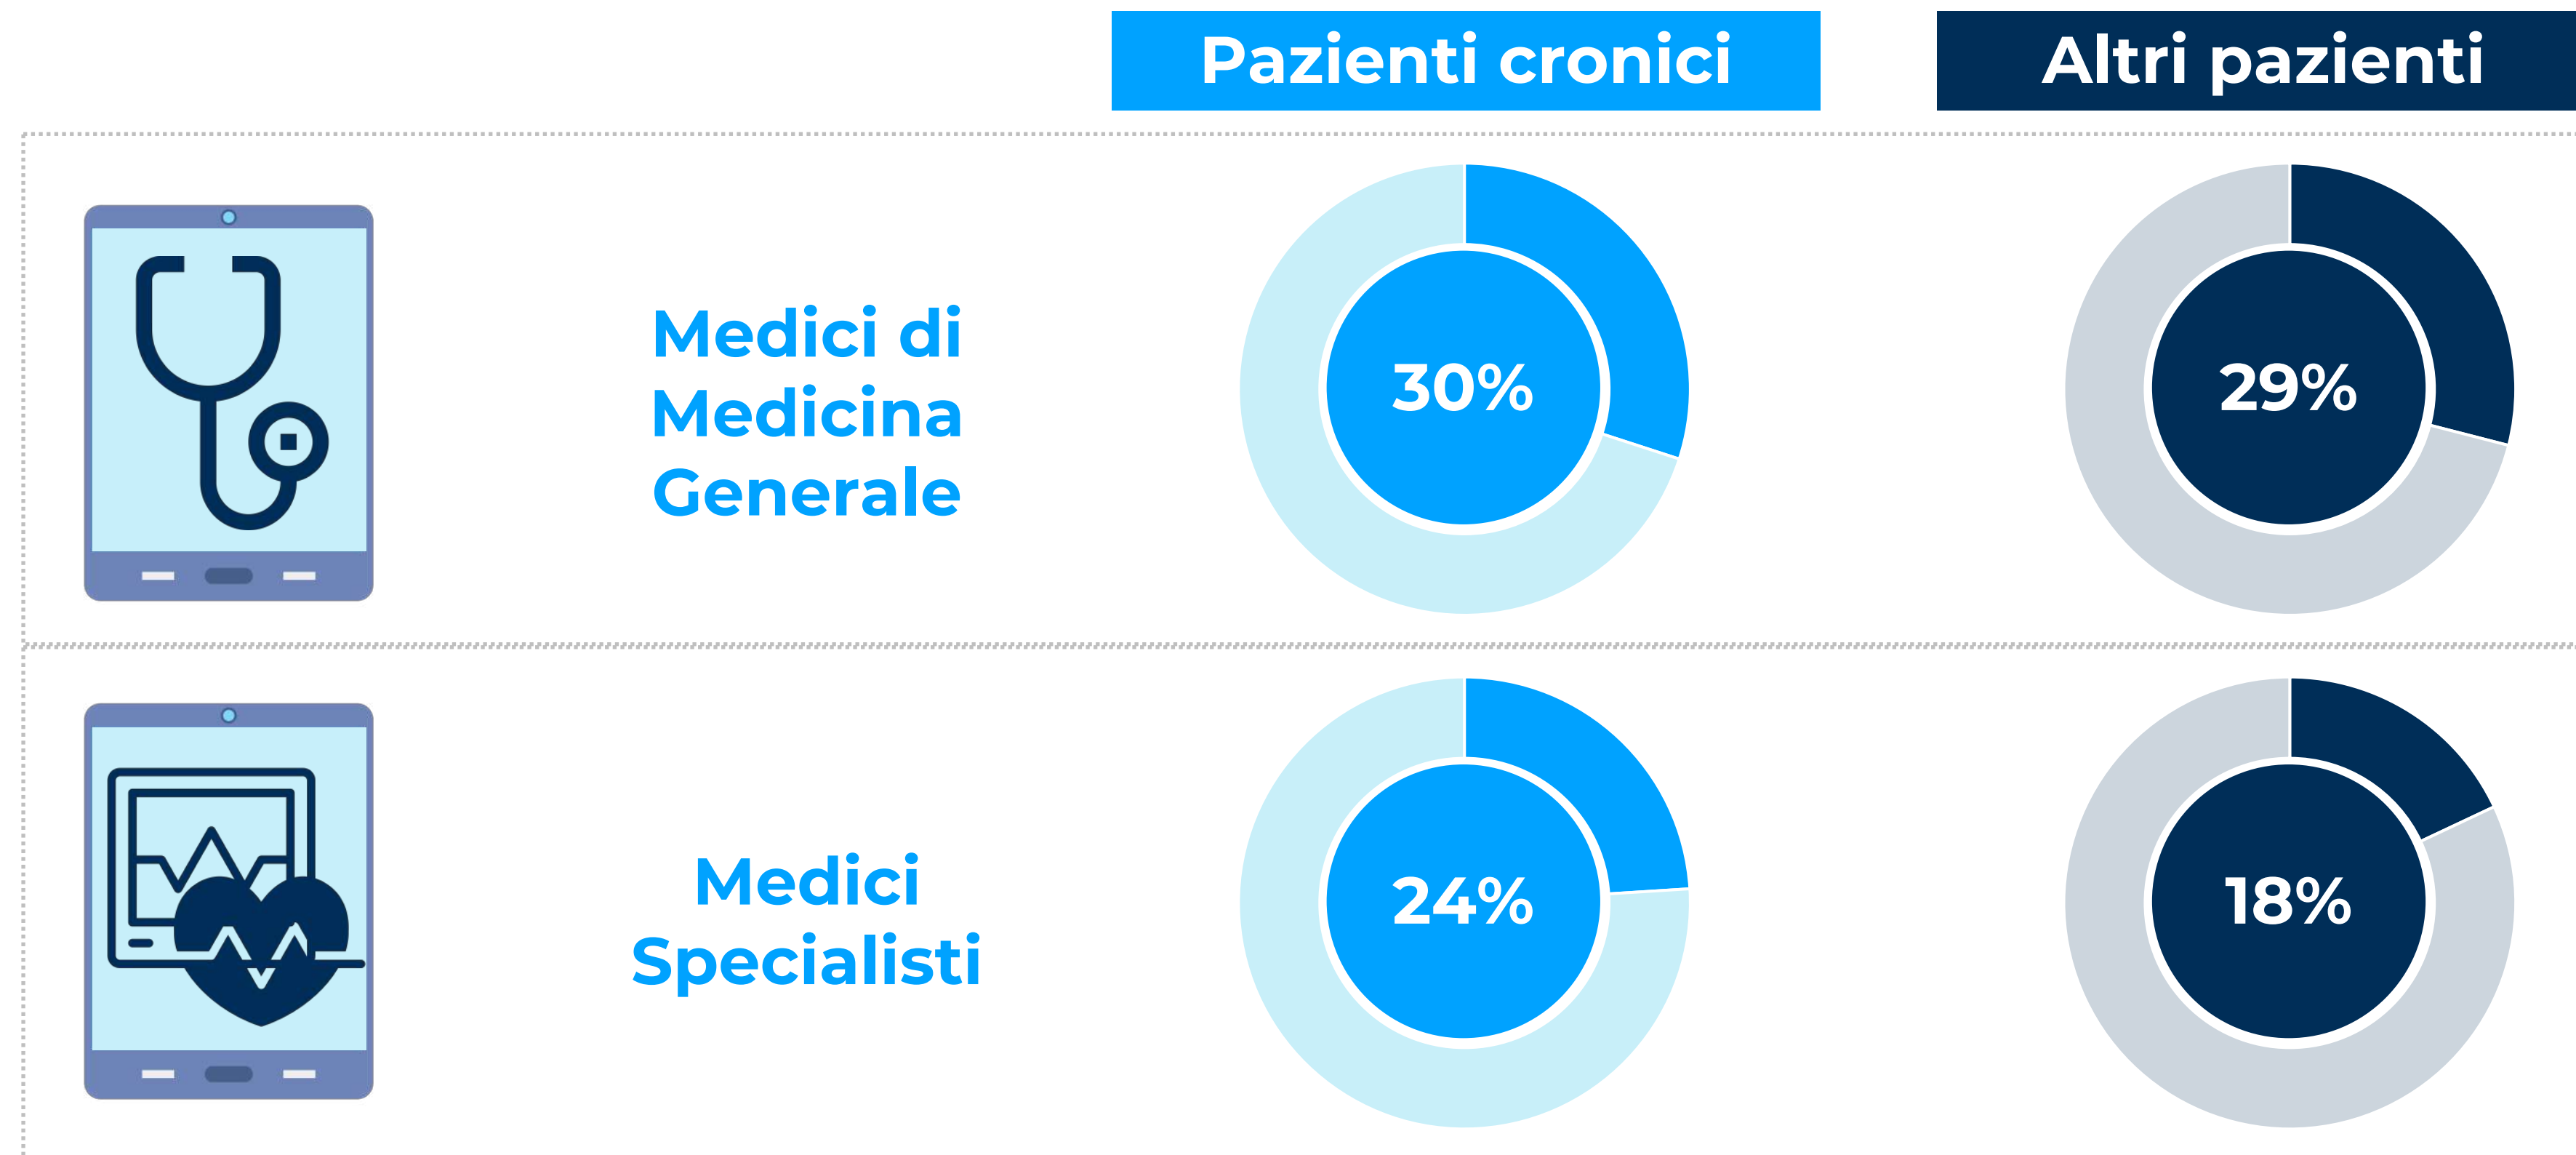 Pazienti cronici
Altri pazienti
Medici di
Medicina
Generale
30%
29%
Medici
Specialisti
24%
18%